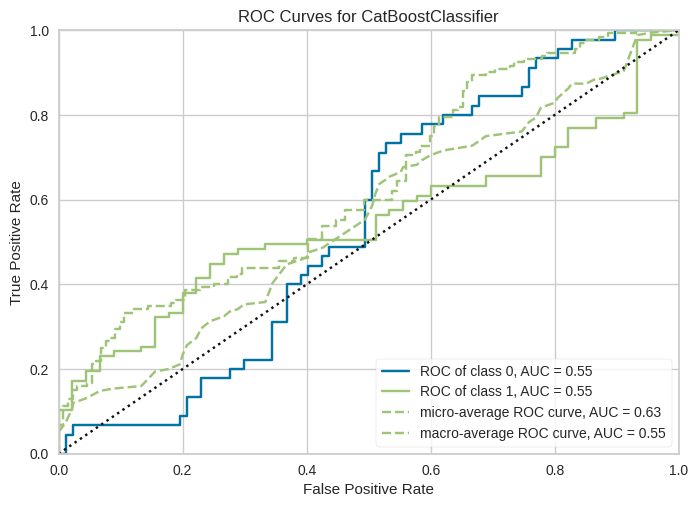 ROC Curves for CatBoostClassifier
True Positive Rate
1.0
0.8
0.6
0.4
0.2
0.0
ROC of class 0, AUC = 0.55
ROC of class 1, AUC = 0.55
micro-average ROC curve, AUC = 0.63
macro-average ROC curve, AUC = 0.55
0.0 0.2 0.4 0.6 0.8 1.0
False Positive Rate